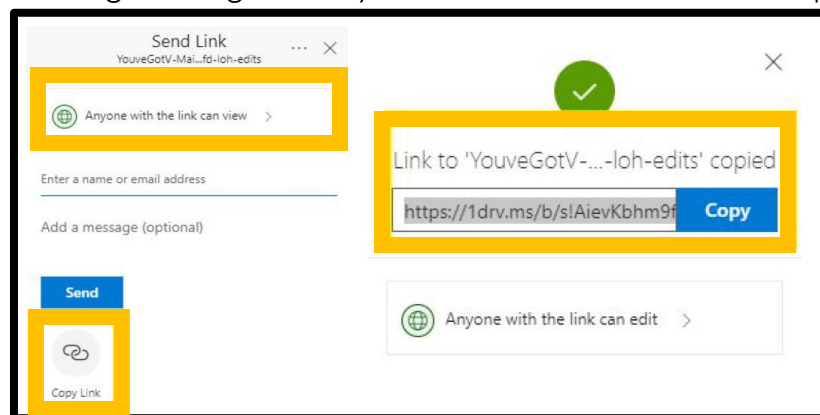 Send Link
YouveGotV-Mai...fd-loh-edits
Anyone with the link can view
Enter a name or email address
Add a message (optional)
Send
Copy Link
Link to 'YouveGotV-...-loh-edits' copied
https://1drv.ms/b/s!AievKbhm9f
Copy
Anyone with the link can edit